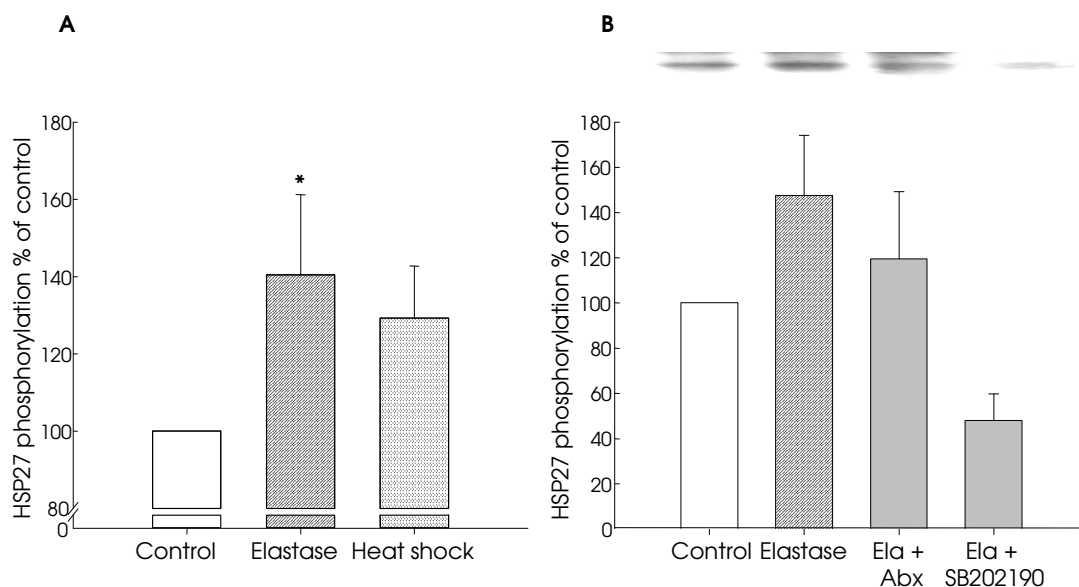 A
HSP27 phosphorylation % of control
180
160
140
120
100
80
0
*
Control Elastase Heat shock
B
HSP27 phosphorylation % of control
180
160
140
120
100
80
60
40
20
0
Control Elastase Ela + Ela +
Abx SB202190